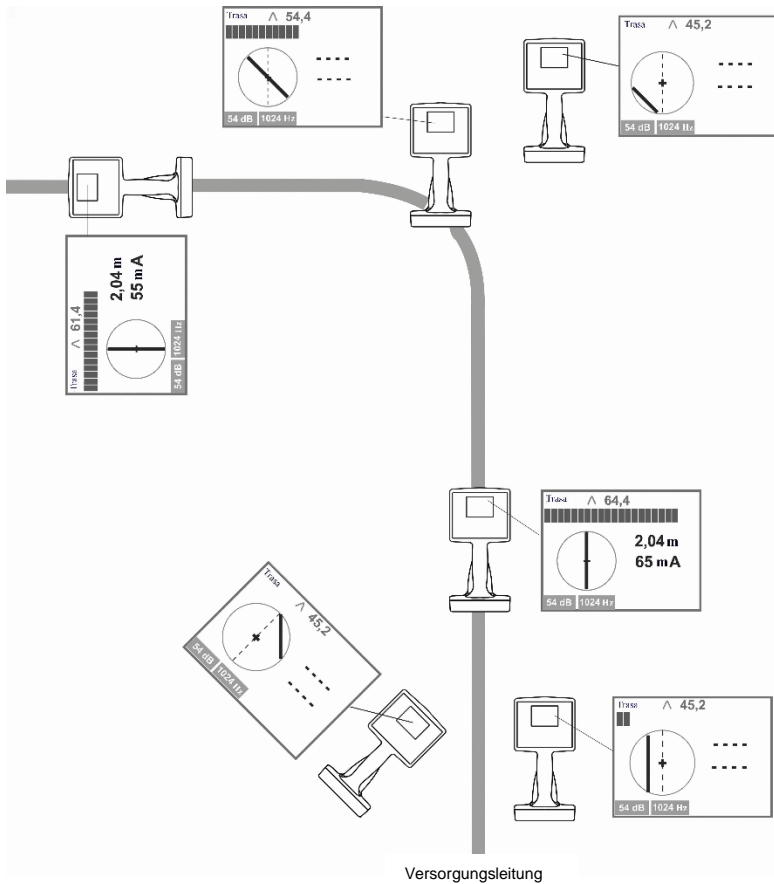 Trasa ∧ 54,4
- - - -
- - - -
54 dB 1024 Hz
Trasa ∧ 45,2
- - - -
- - - -
54 dB 1024 Hz
Trasa ∧ 61,4
2,04 m
55 mA
54 dB 1024 Hz
Trasa ∧ 64,4
2,04 m
65 mA
54 dB 1024 Hz
Trasa ∧ 45,2
- - - -
- - - -
54 dB 1024 Hz
Trasa ∧ 45,2
- - - -
- - - -
54 dB 1024 Hz
Versorgungsleitung